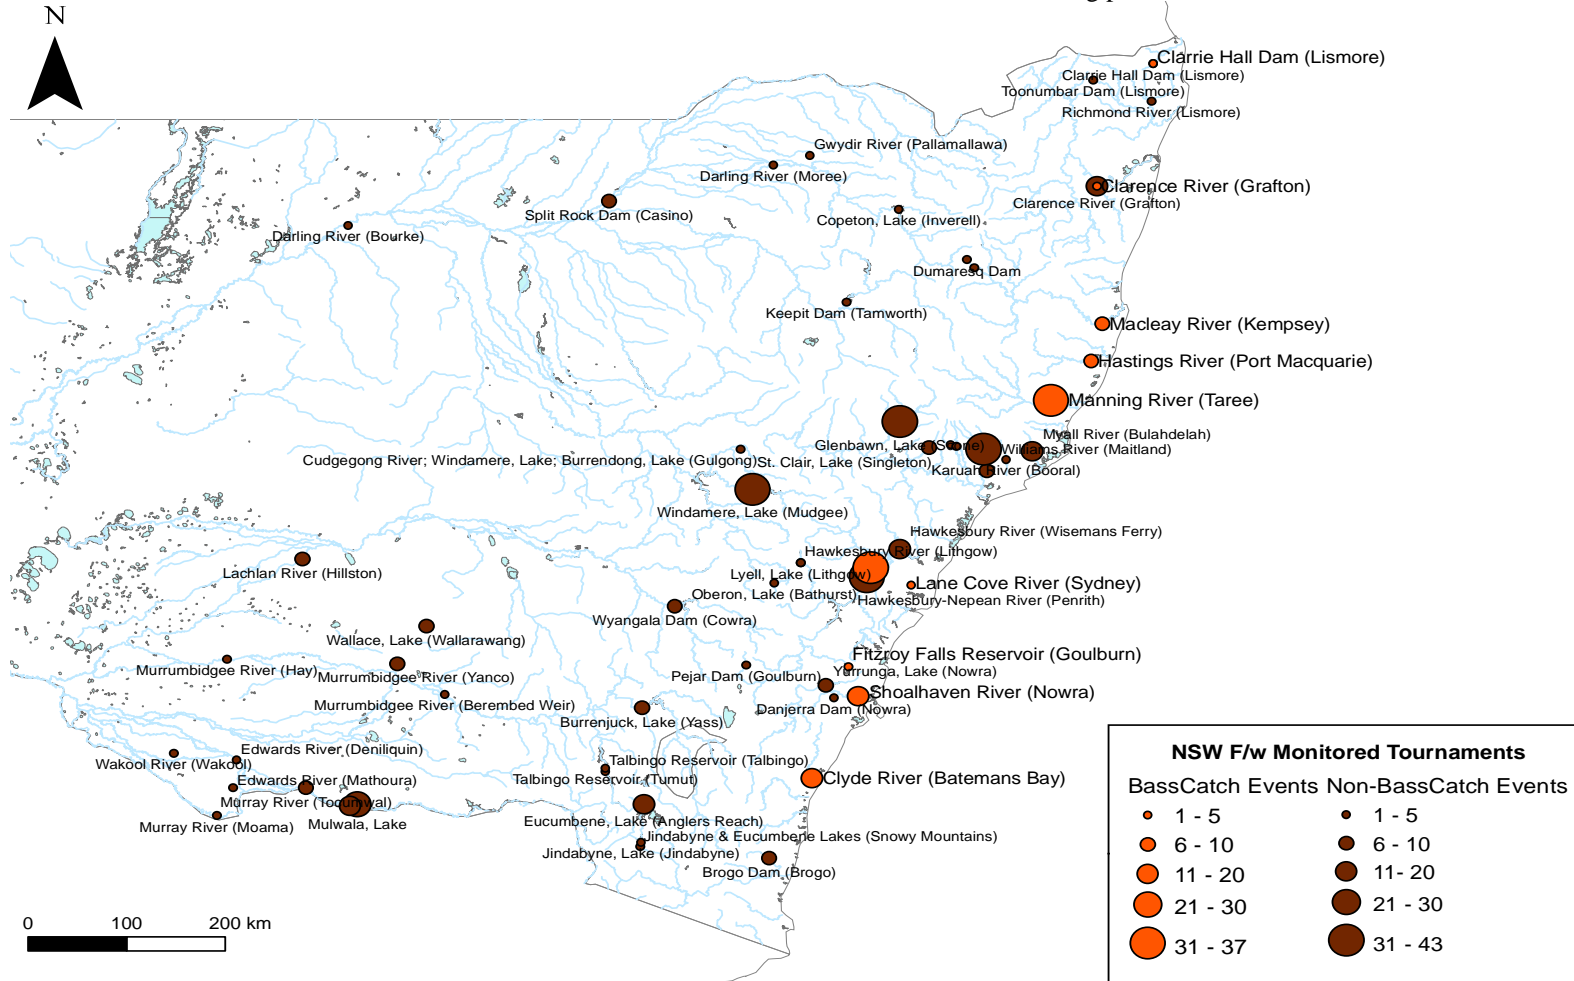 N
Clarrie Hall Dam (Lismore)
Clarrie Hall Dam (Lismore)
Toonumbar Dam (Lismore)
Richmond River (Lismore)
Gwydir River (Pallamallawa)
Darling River (Moree)
Clarence River (Grafton)
Clarence River (Grafton)
Split Rock Dam (Casino)
Copeton, Lake (Inverell)
Darling River (Bourke)
Dumaresq Dam
Keepit Dam (Tamworth)
Macleay River (Kempsey)
Hastings River (Port Macquarie)
Manning River (Taree)
Myall River (Bulahdelah)
Glenbawn, Lake (Scone)
Williams River (Maitland)
Cudgegong River; Windamere, Lake; Burrendong, Lake (Gulgong)
St. Clair, Lake (Singleton)
Karuah River (Booral)
Windamere, Lake (Mudgee)
Hawkesbury River (Wisemans Ferry)
Hawkesbury River (Lithgow)
Lachlan River (Hillston)
Lyell, Lake (Lithgow)
Lane Cove River (Sydney)
Oberon, Lake (Bathurst)
Hawkesbury-Nepean River (Penrith)
Wyangala Dam (Cowra)
Wallace, Lake (Wallarawang)
Fitzroy Falls Reservoir (Goulburn)
Murrumbidgee River (Hay)
Murrumbidgee River (Yanco)
Pejar Dam (Goulburn)
Yurrunga, Lake (Nowra)
Shoalhaven River (Nowra)
Murrumbidgee River (Berembed Weir)
Danjerra Dam (Nowra)
Burrenjuck, Lake (Yass)
Edwards River (Deniliquin)
Wakool River (Wakool)
Talbingo Reservoir (Talbingo)
Talbingo Reservoir (Tumut)
Clyde River (Batemans Bay)
Edwards River (Mathoura)
Murray River (Tocumwal)
Murray River (Moama)
Mulwala, Lake
Eucumbene, Lake (Anglers Reach)
Jindabyne & Eucumbene Lakes (Snowy Mountains)
Jindabyne, Lake (Jindabyne)
Brogo Dam (Brogo)
0 100 200 km
NSW F/w Monitored Tournaments
BassCatch Events Non-BassCatch Events
1 - 5 1 - 5
6 - 10 6 - 10
11 - 20 11- 20
21 - 30 21 - 30
31 - 37 31 - 43